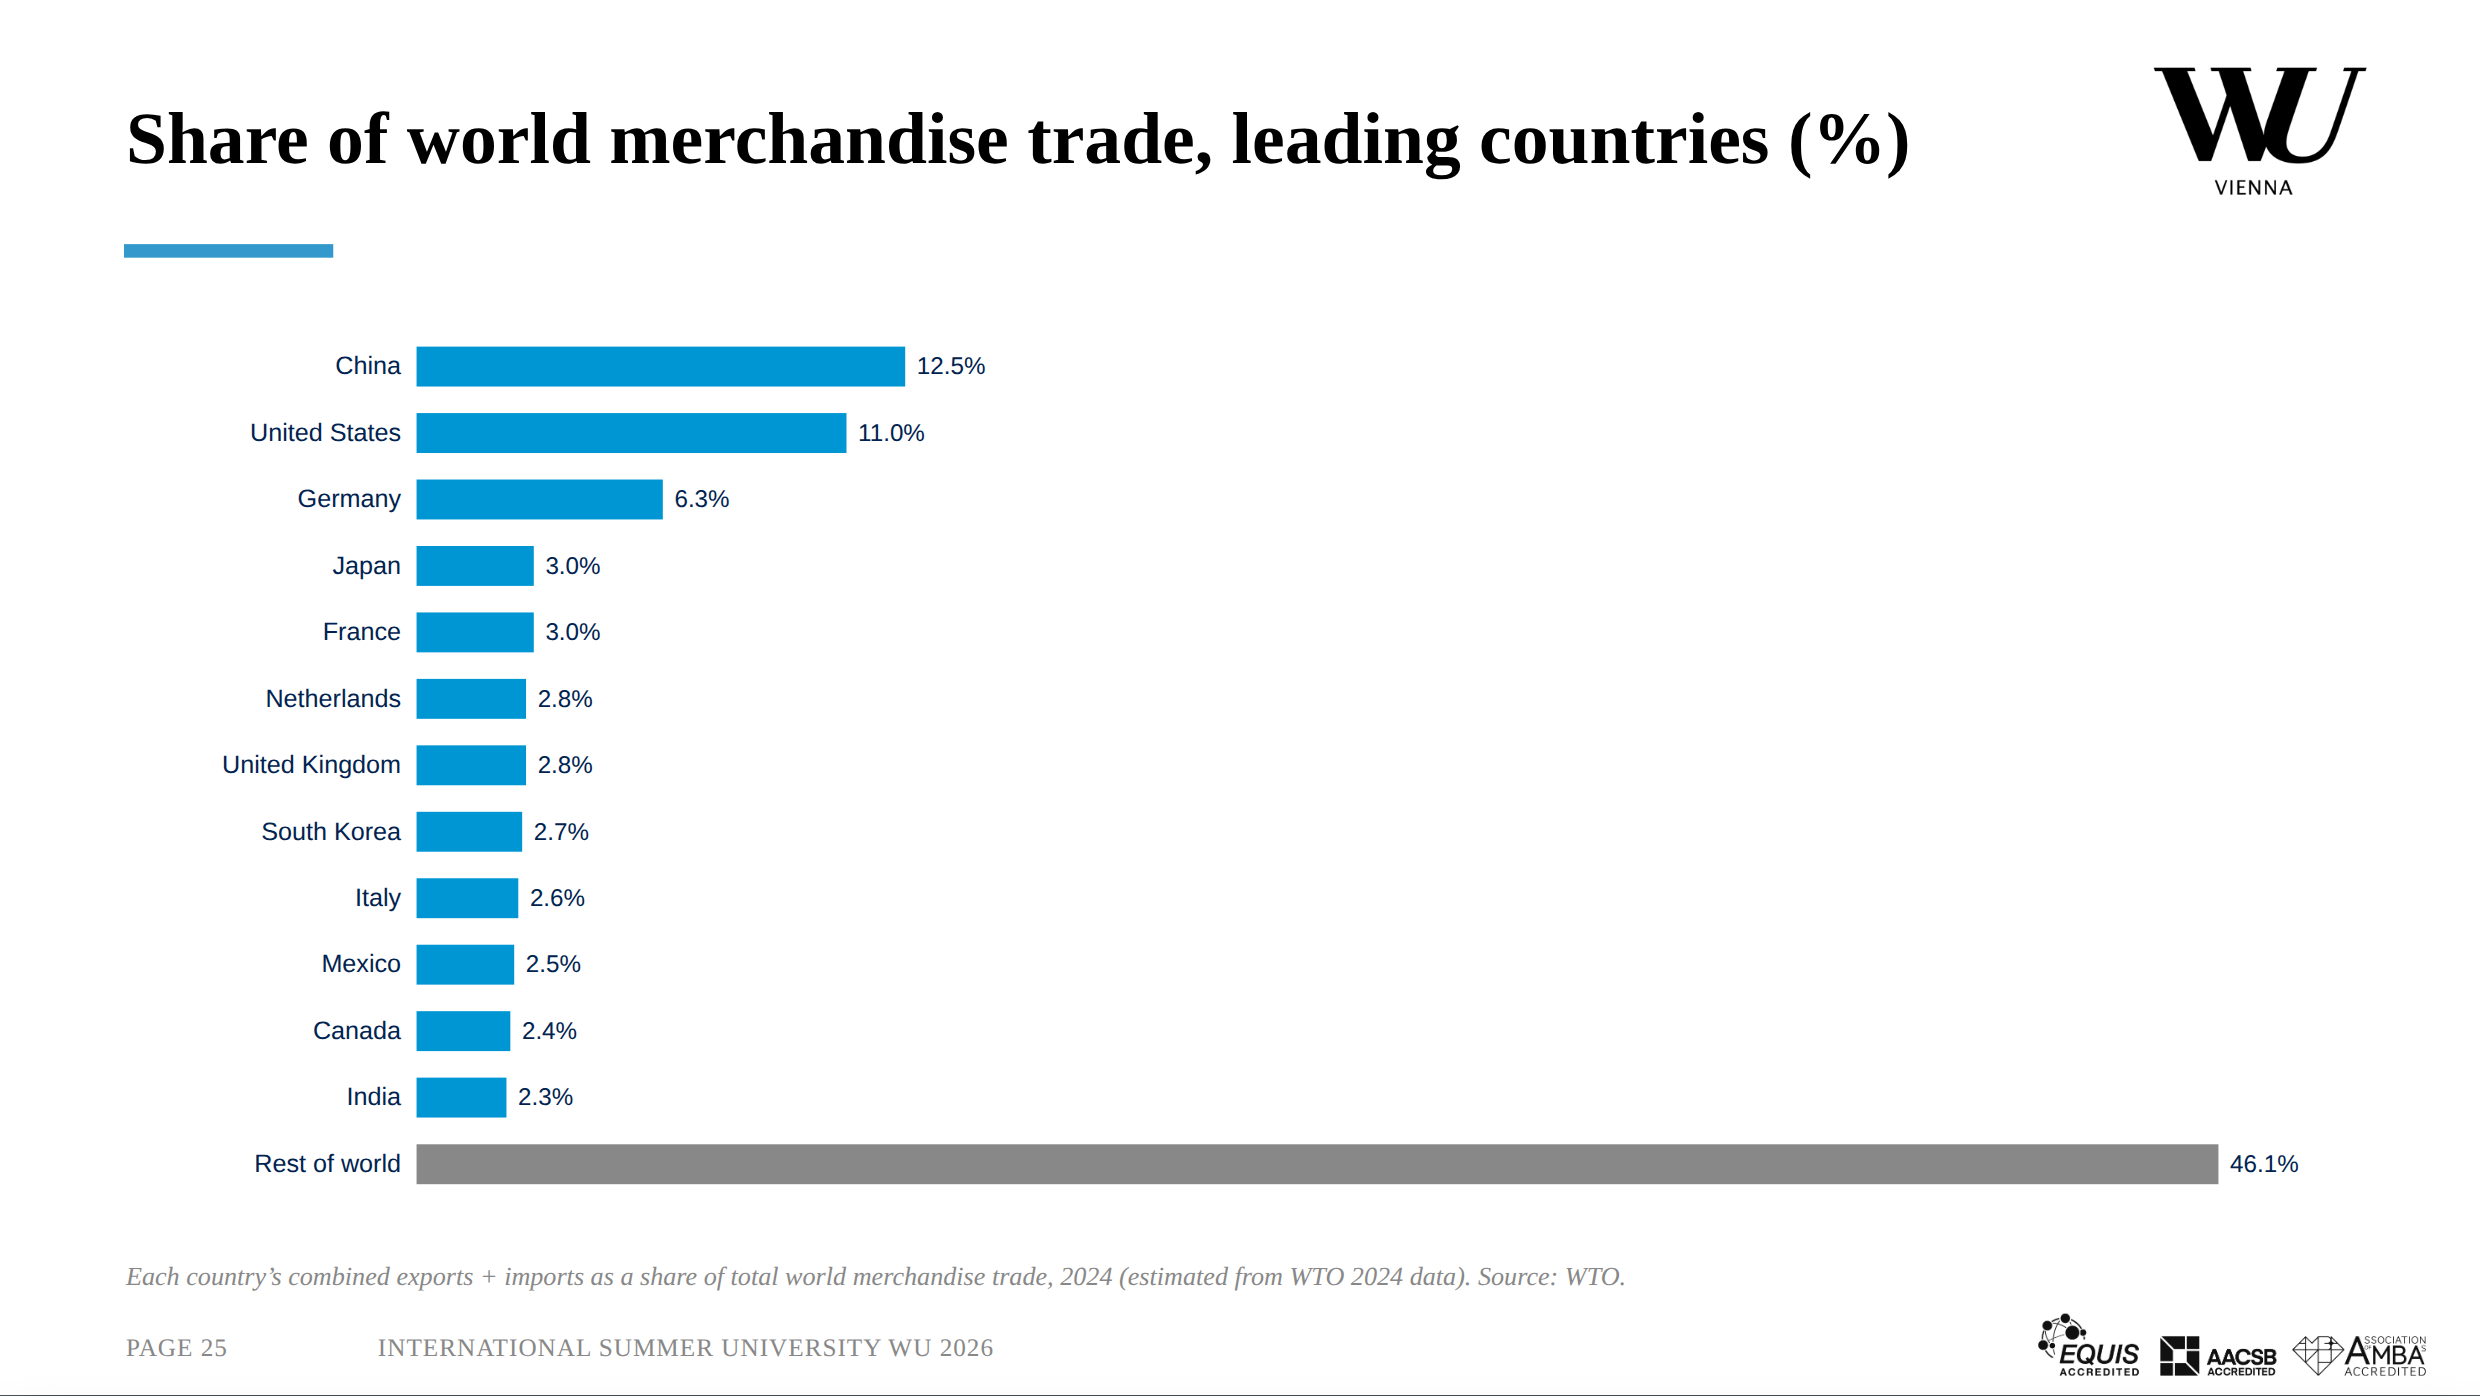 Share of world merchandise trade, leading countries (%)
WU
VIENNA
China 12.5%
United States 11.0%
Germany 6.3%
Japan 3.0%
France 3.0%
Netherlands 2.8%
United Kingdom 2.8%
South Korea 2.7%
Italy 2.6%
Mexico 2.5%
Canada 2.4%
India 2.3%
Rest of world 46.1%
Each country’s combined exports + imports as a share of total world merchandise trade, 2024 (estimated from WTO 2024 data). Source: WTO.
PAGE 25 INTERNATIONAL SUMMER UNIVERSITY WU 2026
EQUIS
ACCREDITED
AACSB
ACCREDITED
ASSOCIATION
OF AMBAS
ACCREDITED